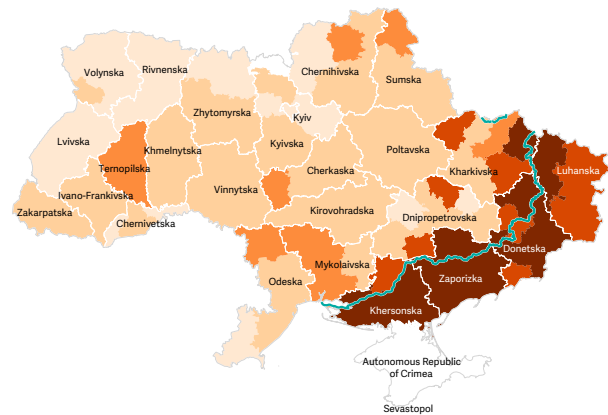 Volynska
Rivnenska
Chernihivska
Sumska
Zhytomyrska
Kyiv
Lvivska
Khmelnytska
Kyivska
Poltavska
Ternopilska
Kharkivska
Luhanska
Cherkaska
Ivano-Frankivska
Vinnytska
Zakarpatska
Kirovohradska
Dnipropetrovska
Chernivetska
Donetska
Mykolaivska
Zaporizka
Odeska
Khersonska
Autonomous Republic
of Crimea
Sevastopol